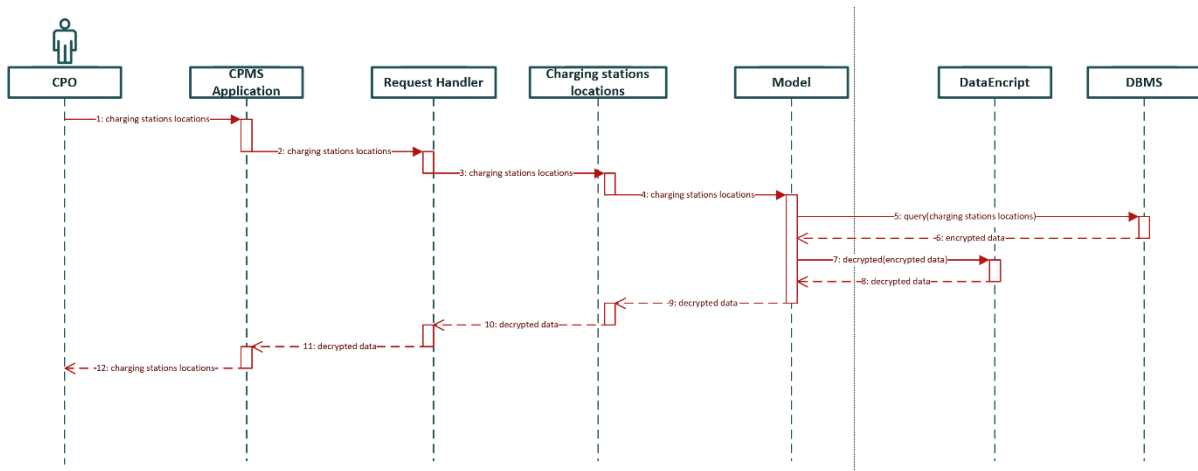 CPO
CPMS
Application
Request Handler
Charging stations
locations
Model
DataEncript
DBMS
1: charging stations locations
2: charging stations locations
3: charging stations locations
4: charging stations locations
5: query(charging stations locations)
6: encrypted data
7: decrypted(encrypted data)
8: decrypted data
9: decrypted data
10: decrypted data
11: decrypted data
12: charging stations locations